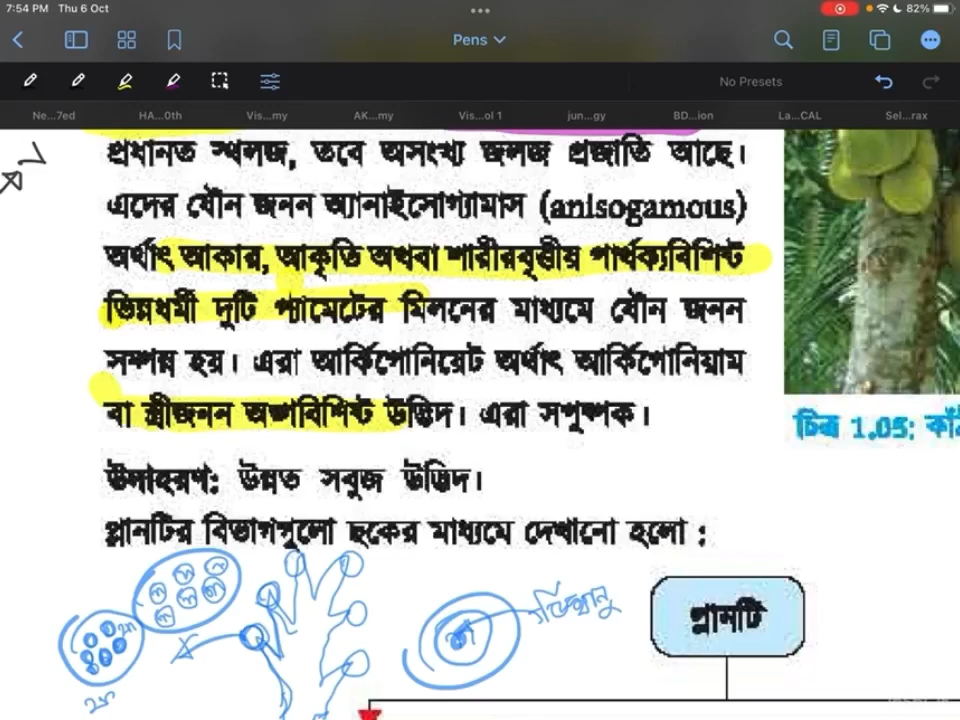 7:54 PM Thu 6 Oct
82%
Pens
No Presets
Ne...7ed HA...0th Vis...my AK...my Vis...ol 1 jun...gy BD...ion La...CAL Sel...rax
প্রধানত স্থলজ, তবে অসংখ্য জলজ প্রজাতি আছে।
এদের যৌন জনন অ্যানাইসোগ্যামাস (anisogamous)
অর্থাৎ আকার, আকৃতি অথবা শারীরবৃত্তীয় পার্থক্যবিশিষ্ট
ভিন্নধর্মী দুটি গ্যামেটের মিলনের মাধ্যমে যৌন জনন
সম্পন্ন হয়। এরা আর্কিগোনিয়েট অর্থাৎ আর্কিগোনিয়াম
বা স্ত্রীজনন অঙ্গবিশিষ্ট উদ্ভিদ। এরা সপুষ্পক।
উদাহরণ: উন্নত সবুজ উদ্ভিদ।
প্লানটির বিভাগগুলো ছকের মাধ্যমে দেখানো হলো :
চিত্র 1.05: কাঁ
প্লানটি